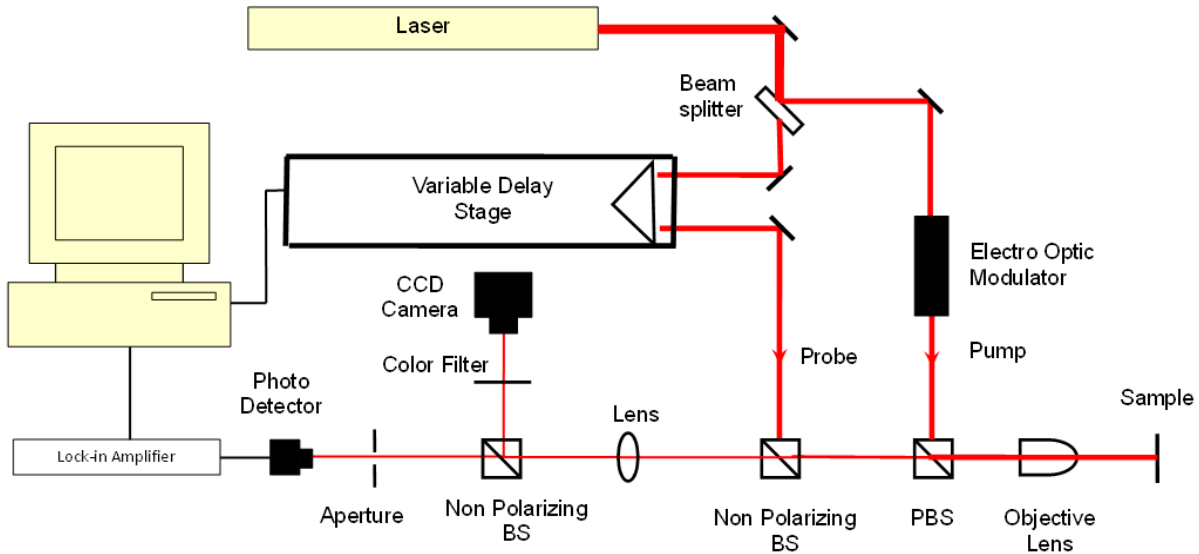 Laser
Beam
splitter
Variable Delay
Stage
Electro Optic
Modulator
CCD
Camera
Color Filter
Probe
Pump
Photo
Detector
Lens
Sample
Lock-in Amplifier
Aperture
Non Polarizing
BS
Non Polarizing
BS
PBS
Objective
Lens